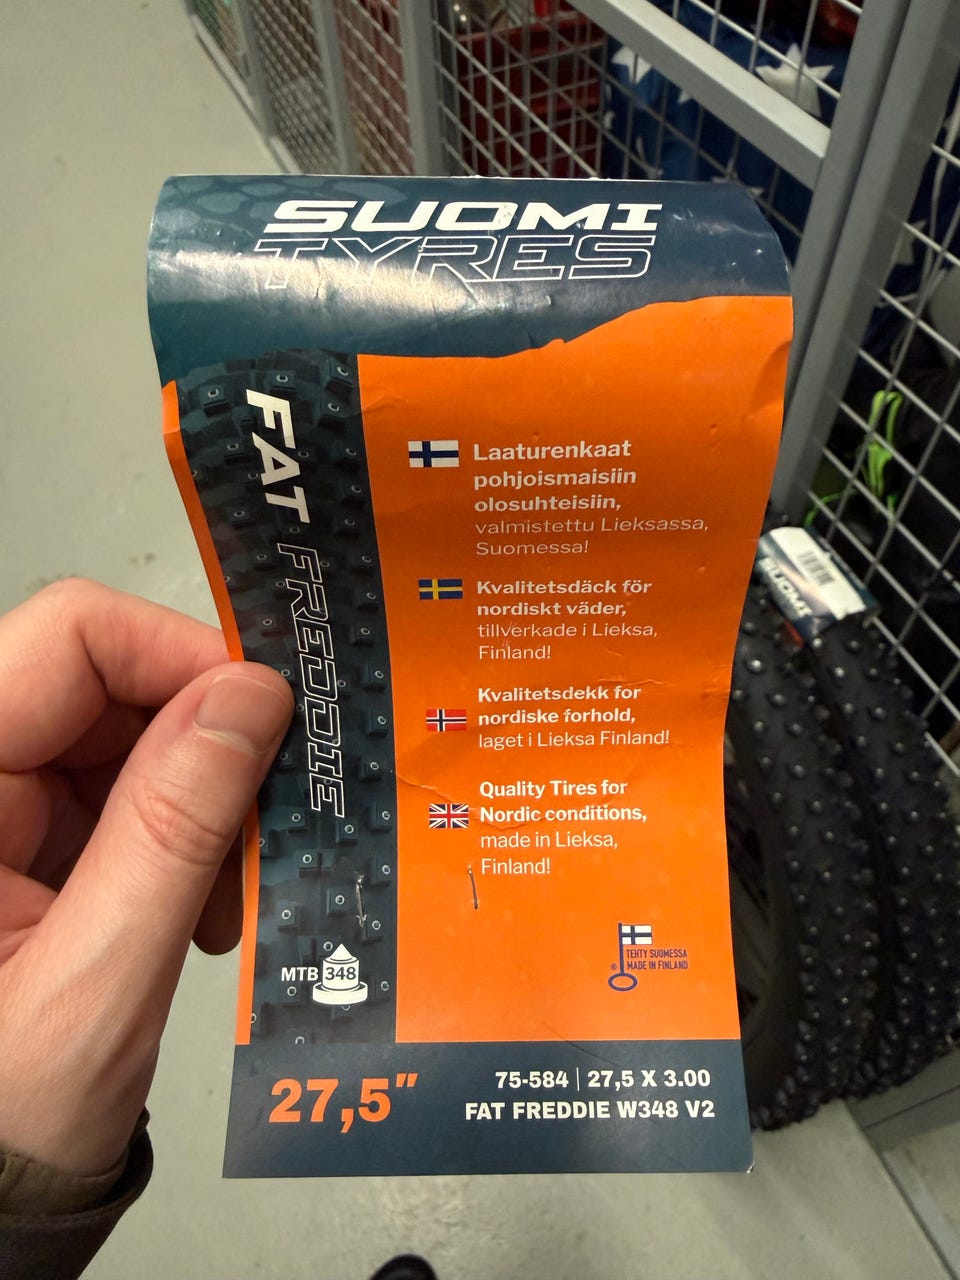 SUOMI
TYRES
FAT FREDDIE
Laaturenkaat
pohjoismaisiin
olosuhteisiin,
valmistettu Lieksassa,
Suomessa!
Kvalitetsdäck för
nordiskt väder,
tillverkade i Lieksa,
Finland!
Kvalitetsdekk for
nordiske forhold,
laget i Lieksa Finland!
Quality Tires for
Nordic conditions,
made in Lieksa,
Finland!
® TEHTY SUOMESSA
MADE IN FINLAND
MTB 348
27,5"
75-584 | 27,5 X 3.00
FAT FREDDIE W348 V2
SUOMI